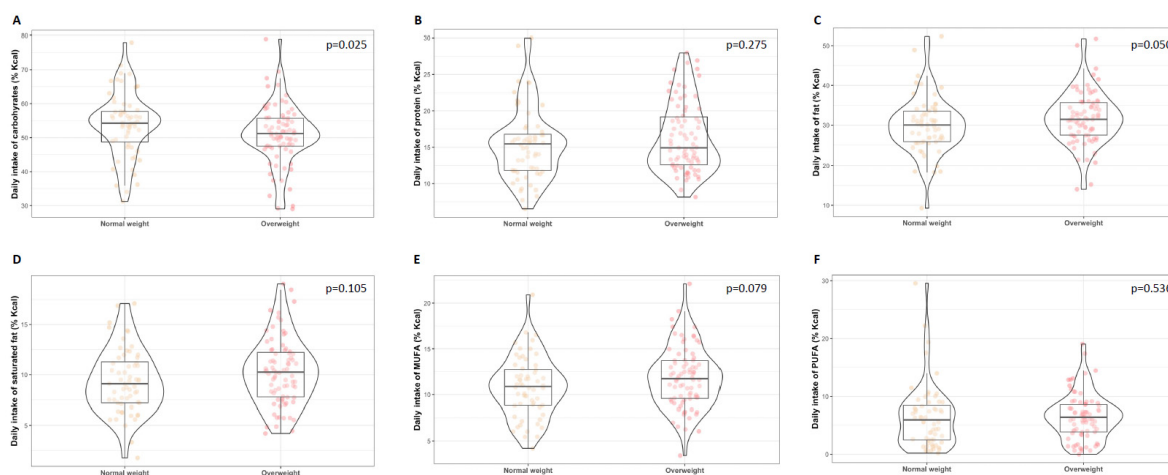 A
Daily intake of carbohyrates (% Kcal)
80
70
60
50
40
30
p=0.025
Normal weight
Overweight
B
Daily intake of protein (% Kcal)
30
25
20
15
10
p=0.275
Normal weight
Overweight
C
Daily intake of fat (% Kcal)
50
40
30
20
10
p=0.050
Normal weight
Overweight
D
Daily intake of saturated fat (% Kcal)
15
10
5
p=0.105
Normal weight
Overweight
E
Daily intake of MUFA (% Kcal)
20
15
10
5
p=0.079
Normal weight
Overweight
F
Daily intake of PUFA (% Kcal)
30
20
10
0
p=0.536
Normal weight
Overweight